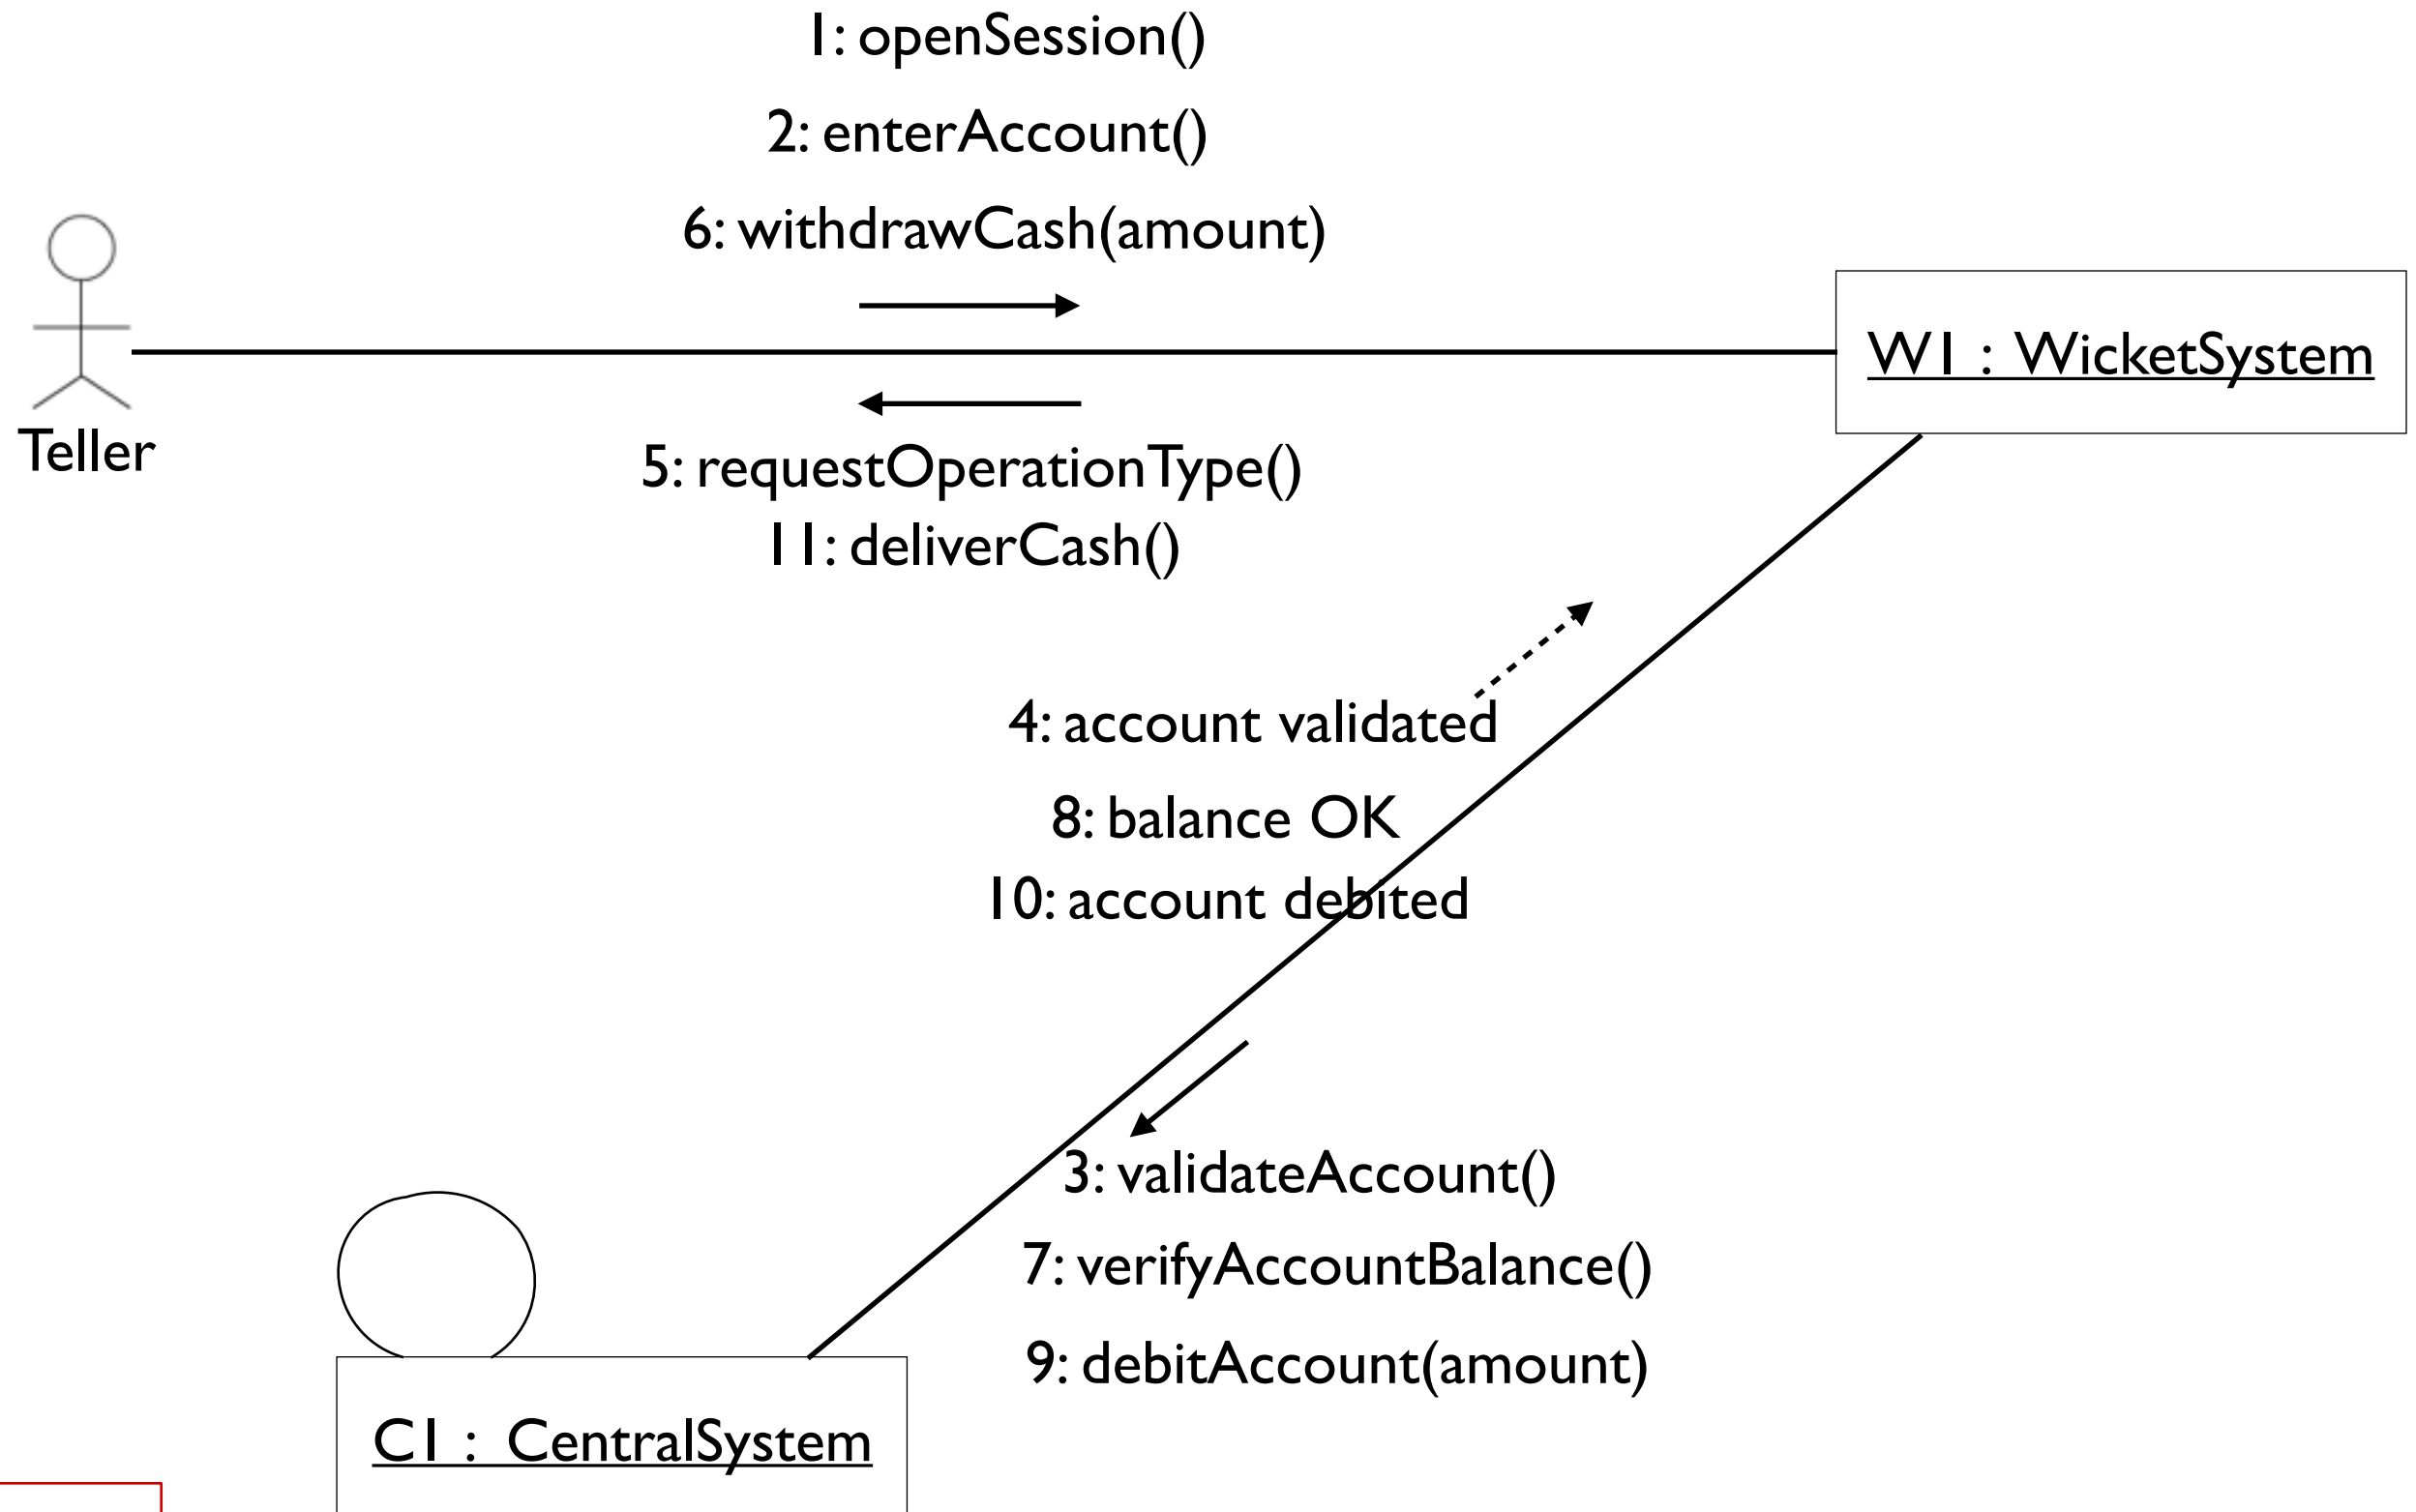 1: openSession()
2: enterAccount()
6: withdrawCash(amount)
W1 : WicketSystem
Teller
5: requestOperationType()
11: deliverCash()
4: account validated
8: balance OK
10: account debited
3: validateAccount()
7: verifyAccountBalance()
9: debitAccount(amount)
C1 : CentralSystem